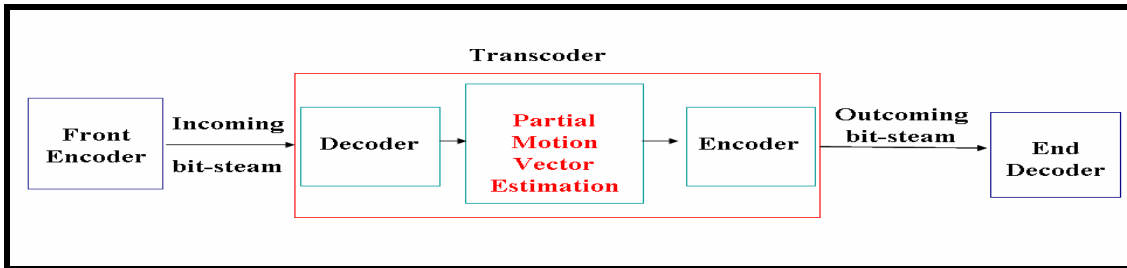 Transcoder
Front
Encoder
Incoming
bit-steam
Decoder
Partial
Motion
Vector
Estimation
Encoder
Outcoming
bit-steam
End
Decoder